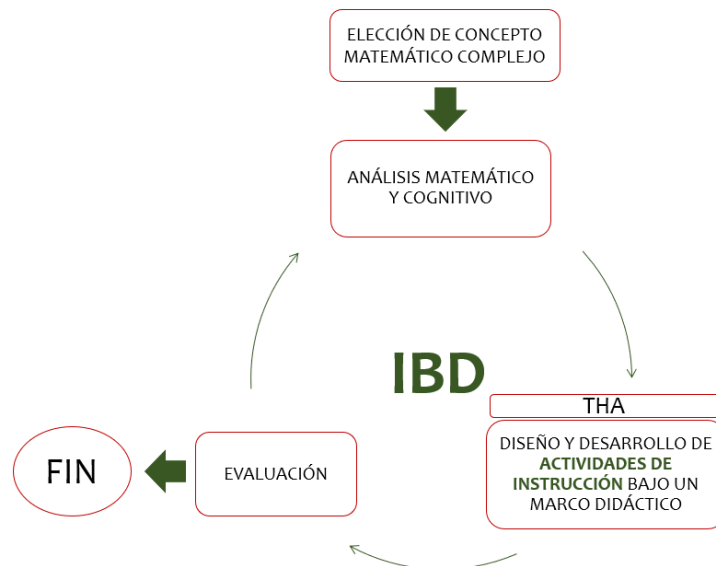 ELECCIÓN DE CONCEPTO
MATEMÁTICO COMPLEJO
ANÁLISIS MATEMÁTICO
Y COGNITIVO
IBD
THA
DISEÑO Y DESARROLLO DE
ACTIVIDADES DE
INSTRUCCIÓN BAJO UN
MARCO DIDÁCTICO
EVALUACIÓN
FIN